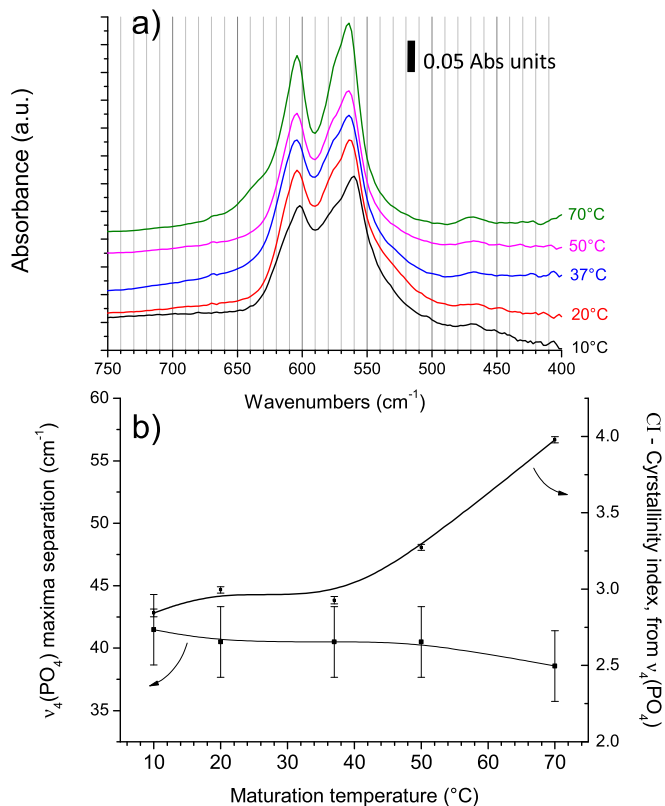 a)
0.05 Abs units
Absorbance (a.u.)
70°C
50°C
37°C
20°C
10°C
750 700 650 600 550 500 450 400
Wavenumbers (cm⁻¹)
b)
ν₄(PO₄) maxima separation (cm⁻¹)
60
55
50
45
40
35
CI - Cyrstallinity index, from ν₄(PO₄)
4.0
3.5
3.0
2.5
2.0
10 20 30 40 50 60 70
Maturation temperature (°C)